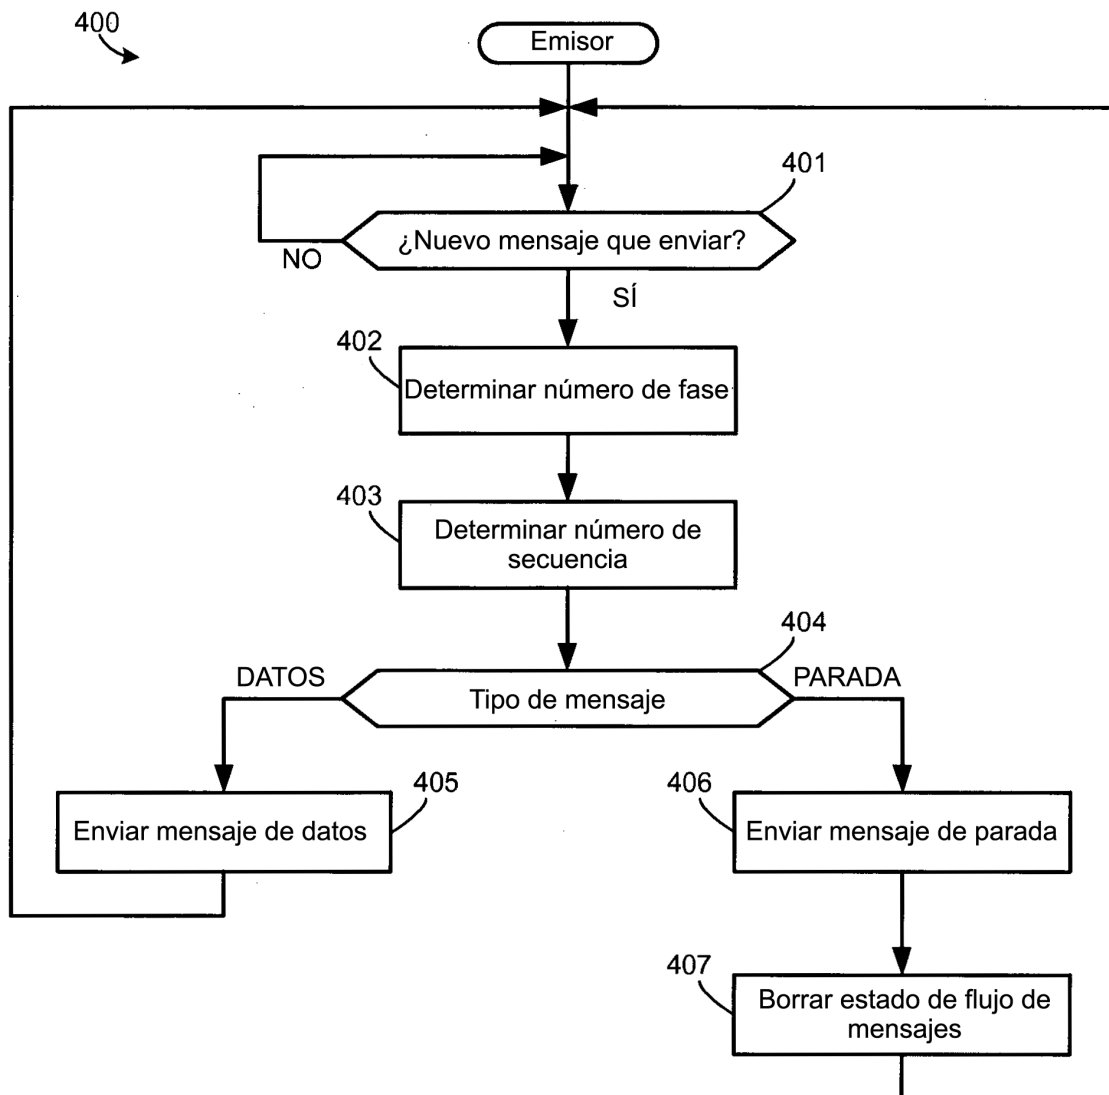 400
Emisor
401
¿Nuevo mensaje que enviar?
NO
SÍ
402
Determinar número de fase
403
Determinar número de
secuencia
404
DATOS
PARADA
Tipo de mensaje
405
406
Enviar mensaje de datos
Enviar mensaje de parada
407
Borrar estado de flujo de
mensajes